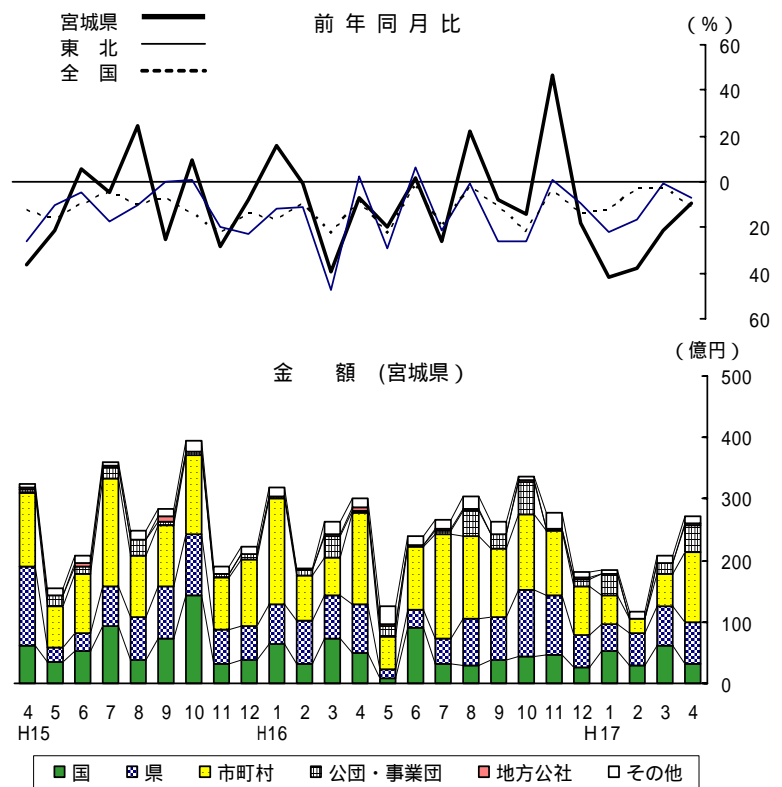 宮城県
東 北
全 国
前 年 同 月 比
(%)
60
40
20
0
20
40
60
(億円)
金 額 (宮城県)
500
400
300
200
100
0
4 5 6 7 8 9 10 11 12 1 2 3 4 5 6 7 8 9 10 11 12 1 2 3 4
H15 H16 H17
国 県 市町村 公団・事業団 地方公社 その他